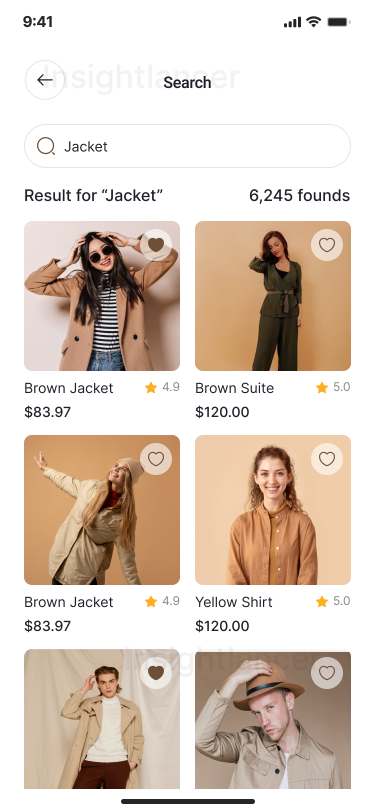 9:41
Insightlancer
Search
Jacket
Result for “Jacket” 6,245 founds
Brown Jacket 4.9
$83.97
Brown Suite 5.0
$120.00
Brown Jacket 4.9
$83.97
Yellow Shirt 5.0
$120.00
Insightlancer